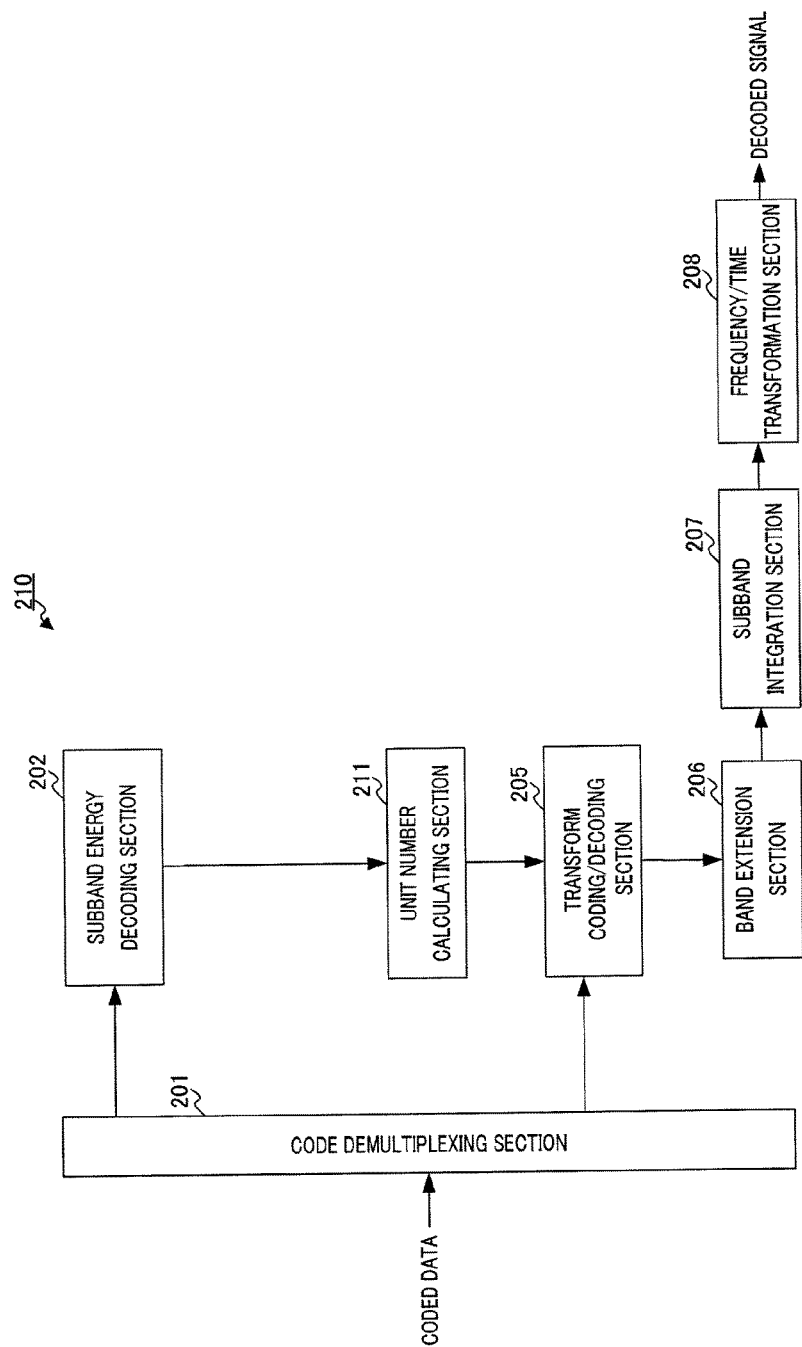 210
CODED DATA
201
CODE DEMULTIPLEXING SECTION
202
SUBBAND ENERGY
DECODING SECTION
211
UNIT NUMBER
CALCULATING SECTION
205
TRANSFORM
CODING/DECODING
SECTION
206
BAND EXTENSION
SECTION
207
SUBBAND
INTEGRATION SECTION
208
FREQUENCY/TIME
TRANSFORMATION SECTION
DECODED SIGNAL